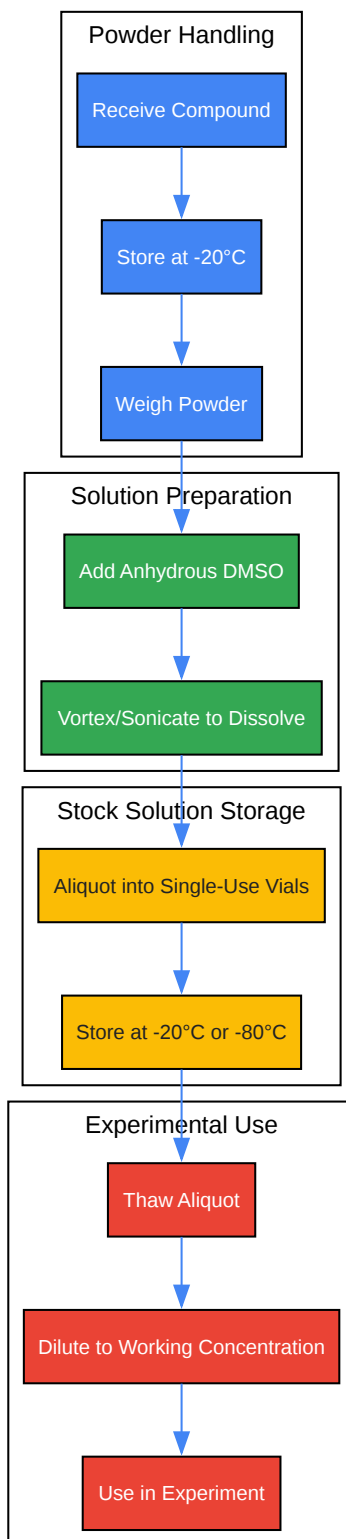 Powder Handling
Receive Compound
Store at -20°C
Weigh Powder
Solution Preparation
Add Anhydrous DMSO
Vortex/Sonicate to Dissolve
Stock Solution Storage
Aliquot into Single-Use Vials
Store at -20°C or -80°C
Experimental Use
Thaw Aliquot
Dilute to Working Concentration
Use in Experiment